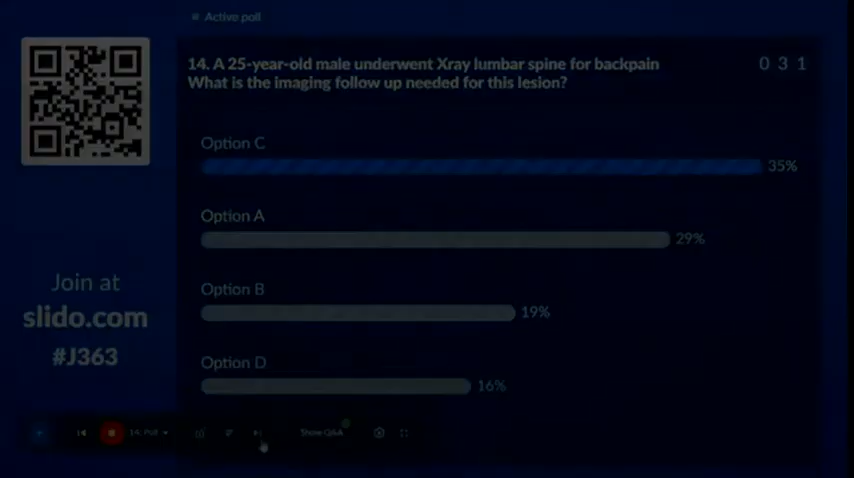 Active poll
14. A 25-year-old male underwent Xray lumbar spine for backpain
What is the imaging follow up needed for this lesion?
0 3 1
Option C
35%
Option A
29%
Option B
19%
Option D
16%
Join at
slido.com
#J363
14. Poll
Show Q&A